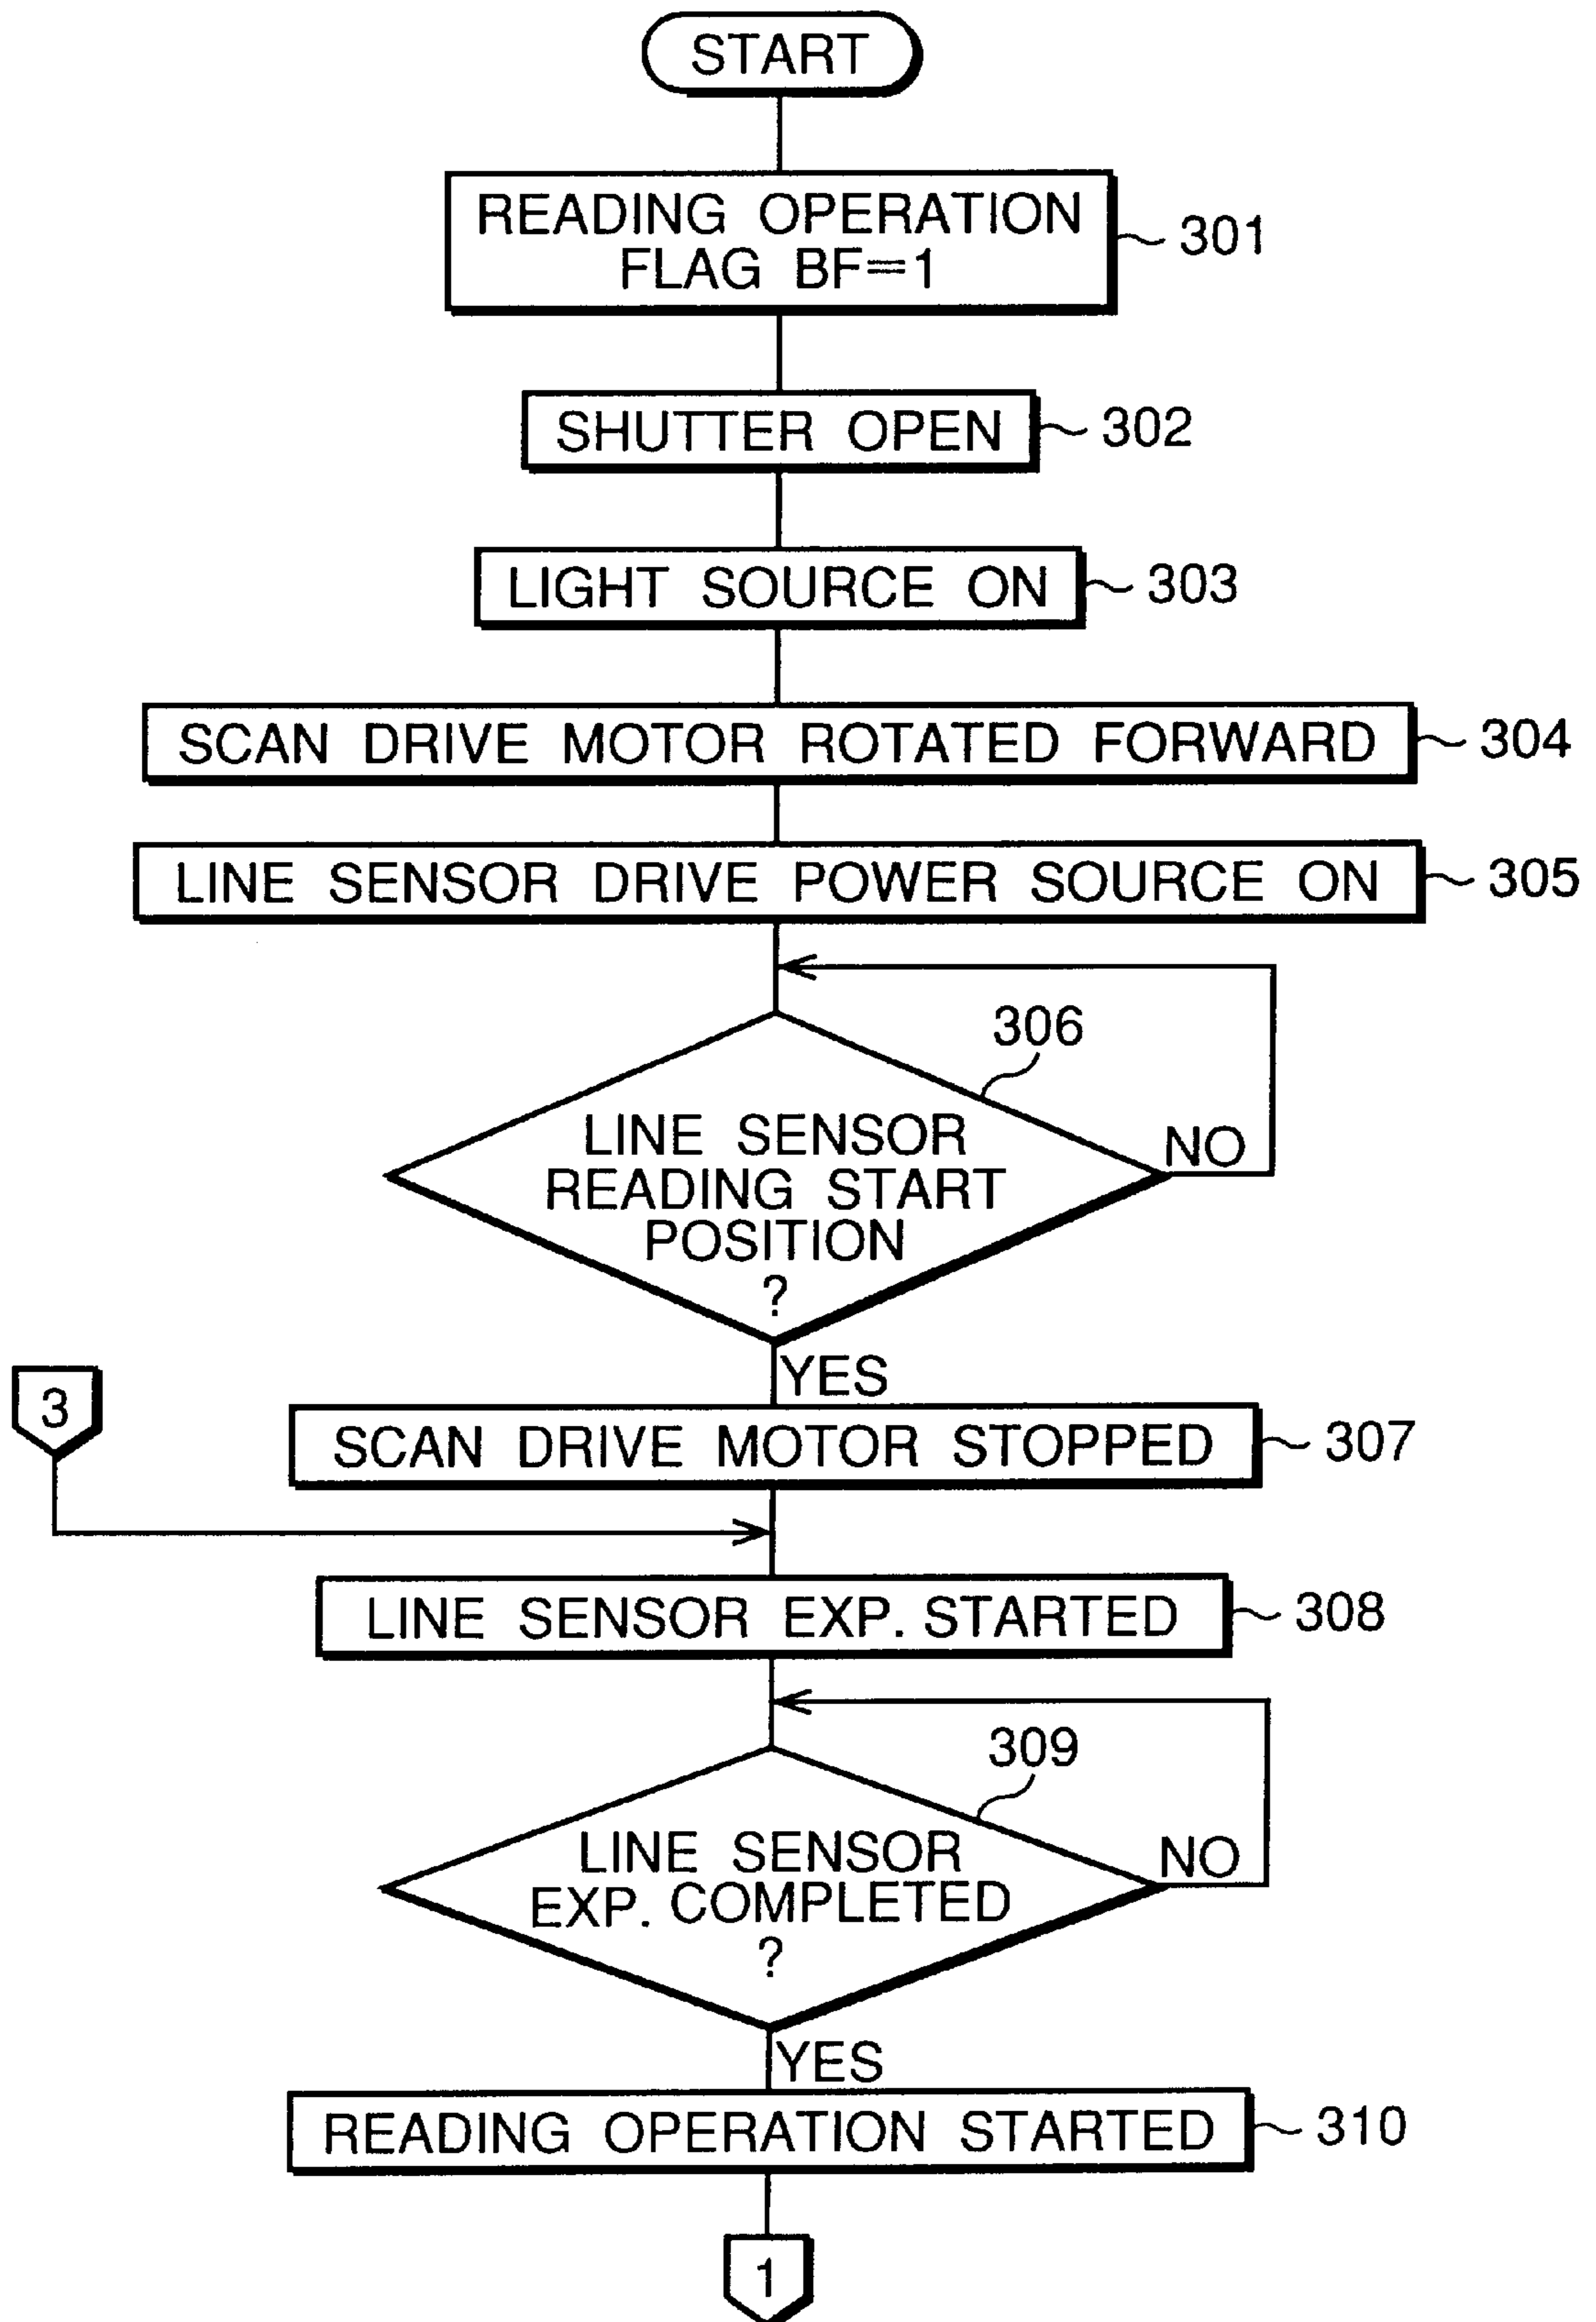 START
READING OPERATION
FLAG BF=1
301
SHUTTER OPEN
302
LIGHT SOURCE ON
303
SCAN DRIVE MOTOR ROTATED FORWARD
304
LINE SENSOR DRIVE POWER SOURCE ON
305
306
LINE SENSOR
READING START
POSITION
?
NO
YES
3
SCAN DRIVE MOTOR STOPPED
307
LINE SENSOR EXP. STARTED
308
309
LINE SENSOR
EXP. COMPLETED
?
NO
YES
READING OPERATION STARTED
310
1